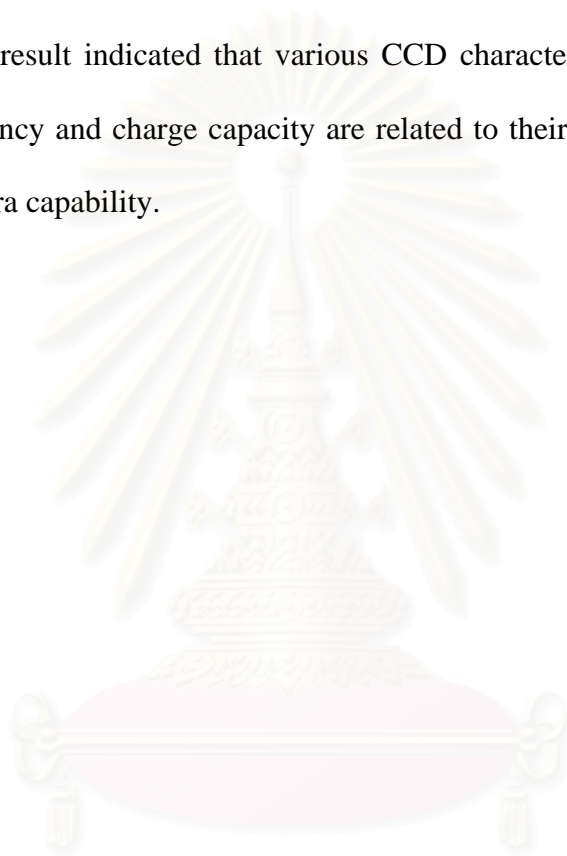 result indicated that various CCD characte
ncy and charge capacity are related to their
ra capability.